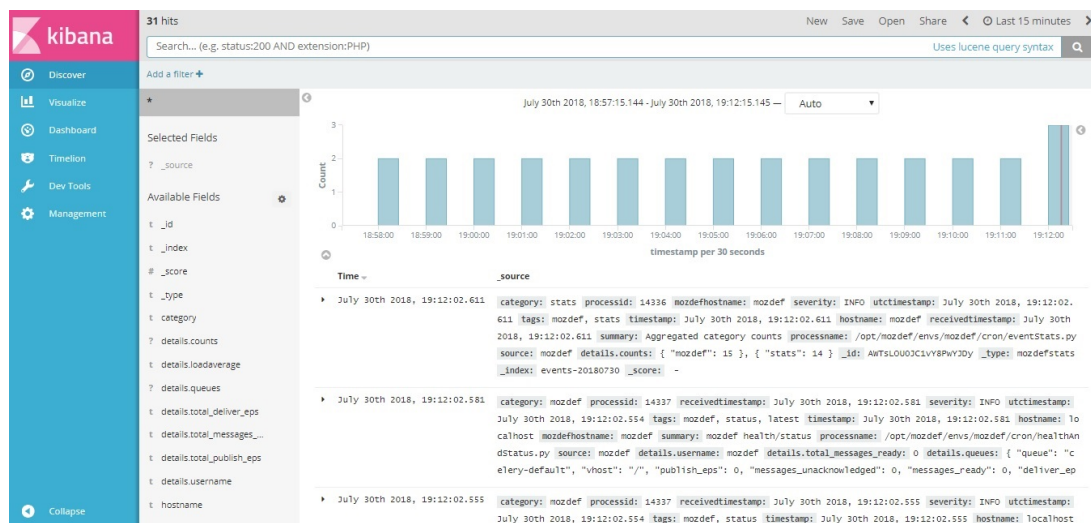 kibana
Discover
Visualize
Dashboard
Timelion
Dev Tools
Management
Collapse
31 hits
New Save Open Share Last 15 minutes
Search... (e.g. status:200 AND extension:PHP) Uses lucene query syntax
Add a filter +
*
Selected Fields
? _source
Available Fields
t _id
t _index
# _score
t _type
t category
? details.counts
t details.loadaverage
? details.queues
t details.total_deliver_eps
t details.total_messages_...
t details.total_publish_eps
t details.username
t hostname
July 30th 2018, 18:57:15.144 - July 30th 2018, 19:12:15.145 — Auto
Count
3
2
1
0
18:58:00 18:59:00 19:00:00 19:01:00 19:02:00 19:03:00 19:04:00 19:05:00 19:06:00 19:07:00 19:08:00 19:09:00 19:10:00 19:11:00 19:12:00
timestamp per 30 seconds
Time _source
July 30th 2018, 19:12:02.611 category: stats processid: 14336 mozdefhostname: mozdef severity: INFO utctimestamp: July 30th 2018, 19:12:02.
611 tags: mozdef, stats timestamp: July 30th 2018, 19:12:02.611 hostname: mozdef receivedtimestamp: July 30th
2018, 19:12:02.611 summary: Aggregated category counts processname: /opt/mozdef/envs/mozdef/cron/eventStats.py
source: mozdef details.counts: { "mozdef": 15 }, { "stats": 14 } _id: _type: mozdefstats
_index: events-20180730 _score: -
July 30th 2018, 19:12:02.581 category: mozdef processid: 14337 receivedtimestamp: July 30th 2018, 19:12:02.581 severity: INFO utctimestamp:
July 30th 2018, 19:12:02.554 tags: mozdef, status, latest timestamp: July 30th 2018, 19:12:02.581 hostname: lo
calhost mozdefhostname: mozdef summary: mozdef health/status processname: /opt/mozdef/envs/mozdef/cron/healthAn
dStatus.py source: mozdef details.username: mozdef details.total_messages_ready: 0 details.queues: { "queue": "c
elery-default", "vhost": "/", "publish_eps": 0, "messages_unacknowledged": 0, "messages_ready": 0, "deliver_ep
July 30th 2018, 19:12:02.555 category: mozdef processid: 14337 receivedtimestamp: July 30th 2018, 19:12:02.555 severity: INFO utctimestamp:
July 30th 2018, 19:12:02.554 tags: mozdef, status timestamp: July 30th 2018, 19:12:02.555 hostname: localhost